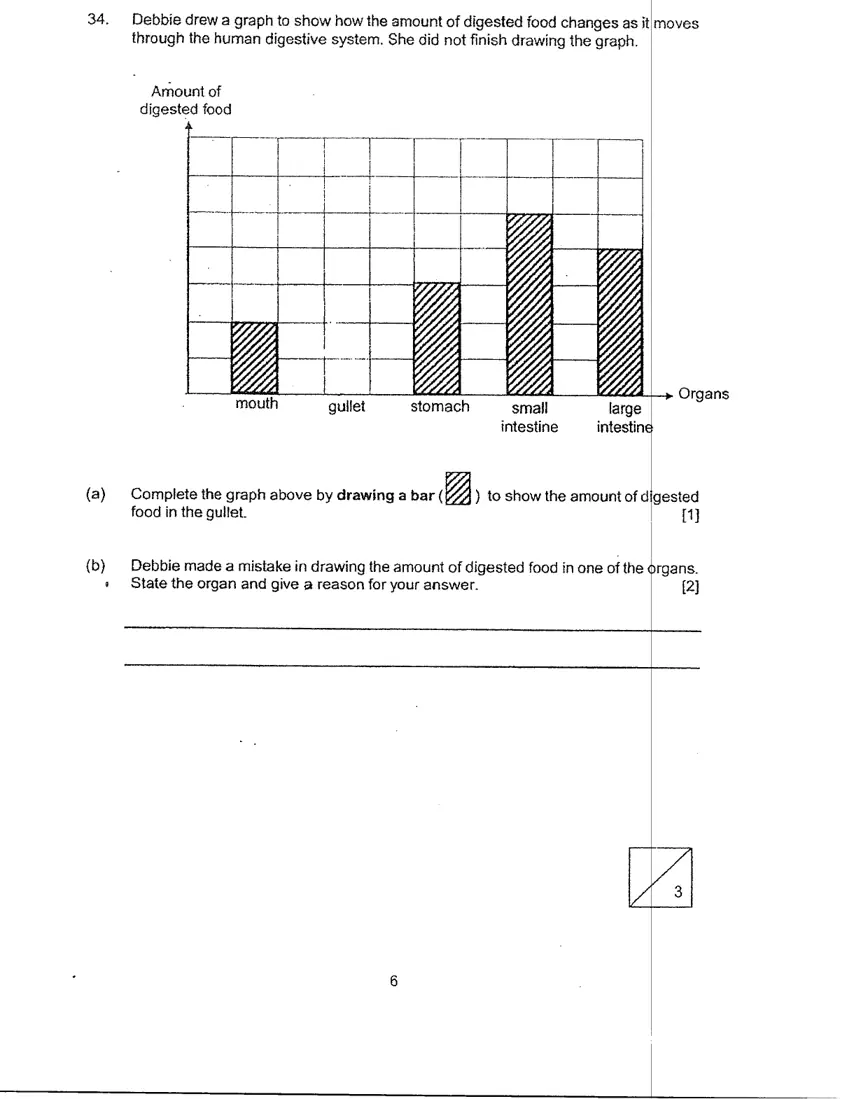 34. Debbie drew a graph to show how the amount of digested food changes as it moves
through the human digestive system. She did not finish drawing the graph.
Amount of
digested food
Organs
mouth gullet stomach small large
intestine intestine
(a) Complete the graph above by drawing a bar ( ) to show the amount of digested
food in the gullet. [1]
(b) Debbie made a mistake in drawing the amount of digested food in one of the organs.
State the organ and give a reason for your answer. [2]
3
6